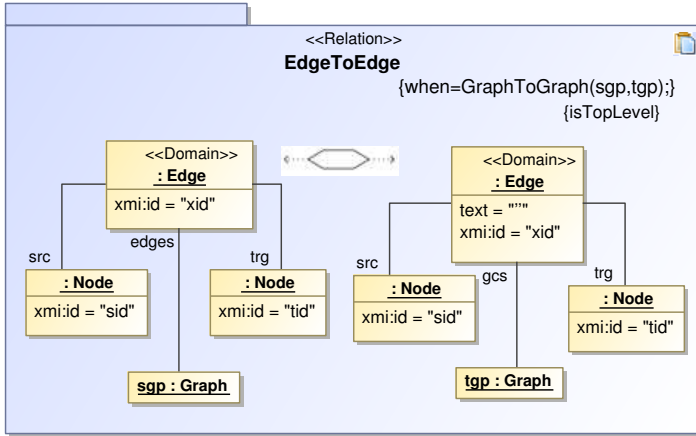 <<Relation>>
EdgeToEdge
{when=GraphToGraph(sgp,tgp);}
{isTopLevel}
<<Domain>>
: Edge
xmi:id = "xid"
src
edges
trg
: Node
xmi:id = "sid"
: Node
xmi:id = "tid"
sgp : Graph
<<Domain>>
: Edge
text = "’’"
xmi:id = "xid"
src
gcs
trg
: Node
xmi:id = "sid"
: Node
xmi:id = "tid"
tgp : Graph